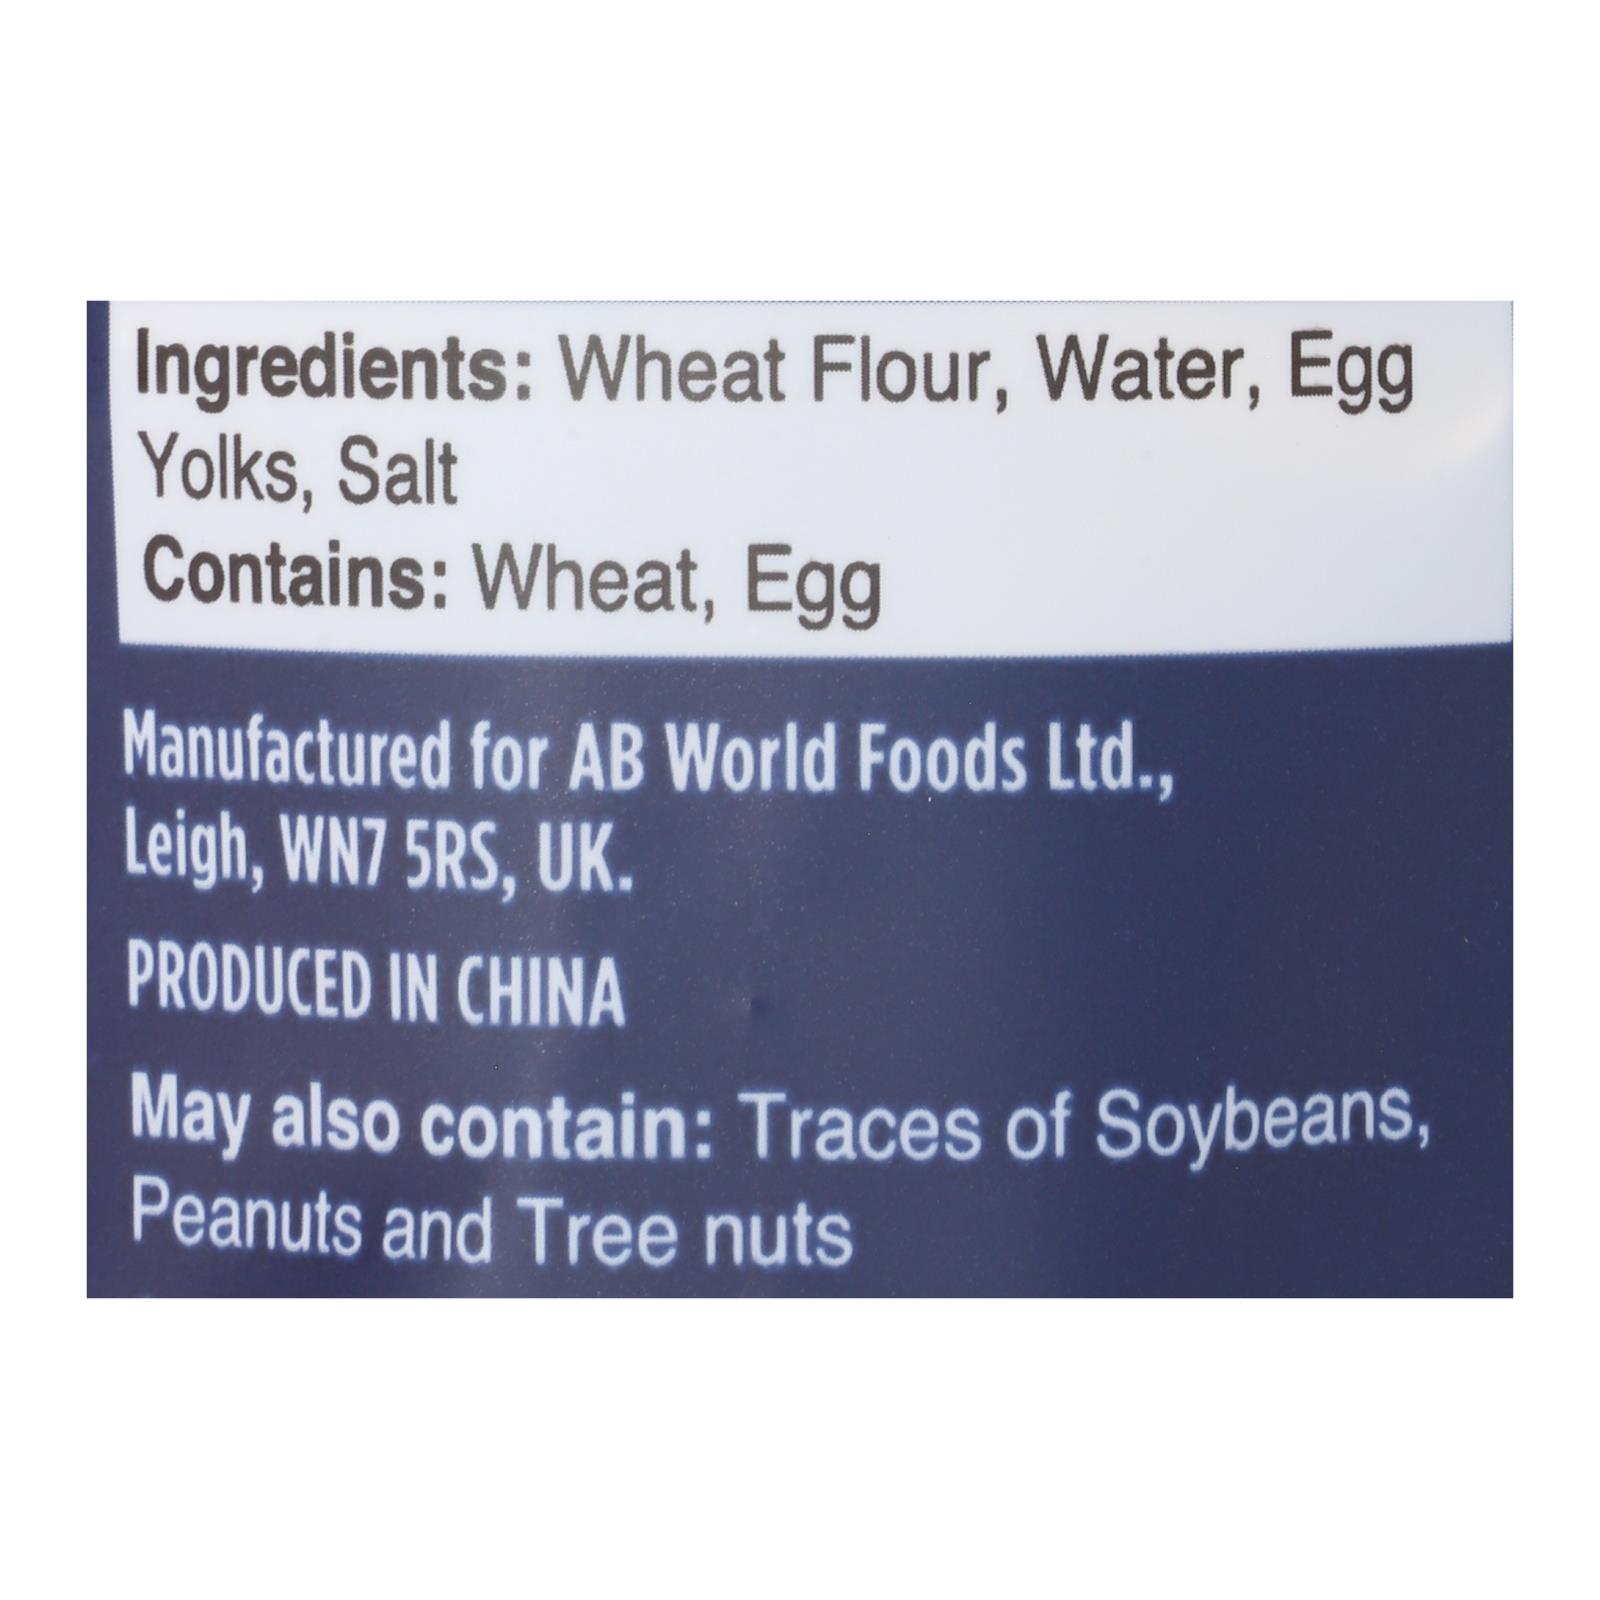 Ingredients: Wheat Flour, Water, Egg
Yolks, Salt
Contains: Wheat, Egg
Manufactured for AB World Foods Ltd.,
Leigh, WN7 5RS, UK.
PRODUCED IN CHINA
May also contain: Traces of Soybeans,
Peanuts and Tree nuts